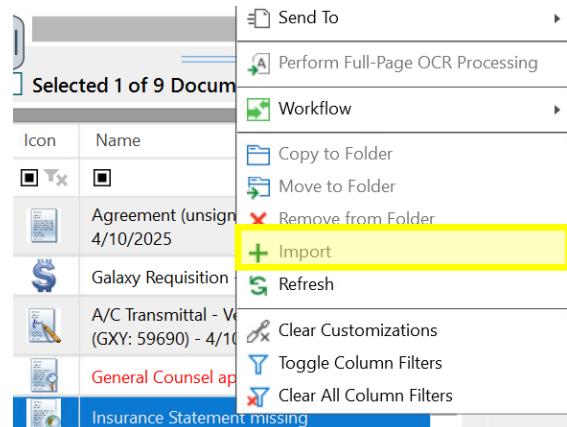 Send To
Perform Full-Page OCR Processing
Selected 1 of 9 Docum
Workflow
Icon Name
Copy to Folder
Move to Folder
Remove from Folder
Agreement (unsign
4/10/2025
Import
Galaxy Requisition
Refresh
A/C Transmittal - Ve
(GXY: 59690) - 4/10
Clear Customizations
Toggle Column Filters
General Counsel ap
Clear All Column Filters
Insurance Statement missing